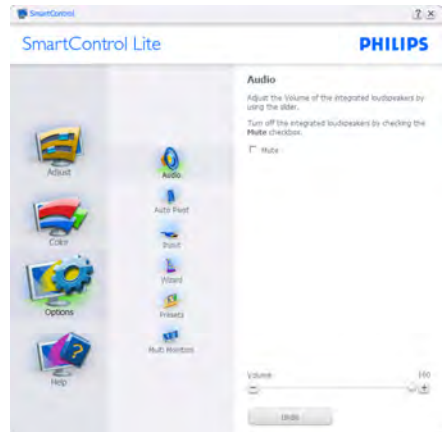 SmartControl
SmartControl Lite
PHILIPS
Adjust
Color
Options
Help
Audio
Auto Pivot
Input
Wizard
Presets
Multi Monitors
Audio
Adjust the Volume of the integrated loudspeakers by
using the slider.
Turn off the integrated loudspeakers by checking the
Mute checkbox.
Mute
Volume
100
Undo